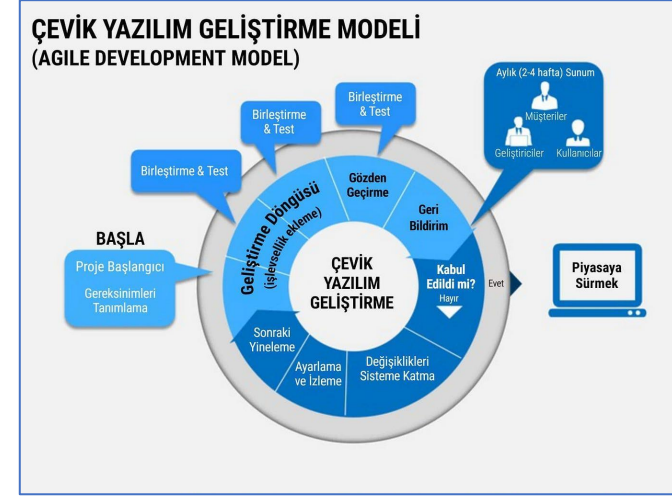 ÇEVİK YAZILIM GELİŞTİRME MODELİ
(AGILE DEVELOPMENT MODEL)
Aylık (2-4 hafta) Sunum
Müşteriler
Geliştiriciler
Kullanıcılar
Birleştirme
& Test
Birleştirme
& Test
Birleştirme & Test
BAŞLA
Proje Başlangıcı
Gereksinimleri
Tanımlama
Geliştirme Döngüsü
(işlevsellik ekleme)
Gözden
Geçirme
Geri
Bildirim
Kabul
Edildi mi?
Hayır
Evet
Piyasaya
Sürmek
ÇEVİK
YAZILIM
GELİŞTİRME
Değişiklikleri
Sisteme Katma
Ayarlama
ve İzleme
Sonraki
Yineleme